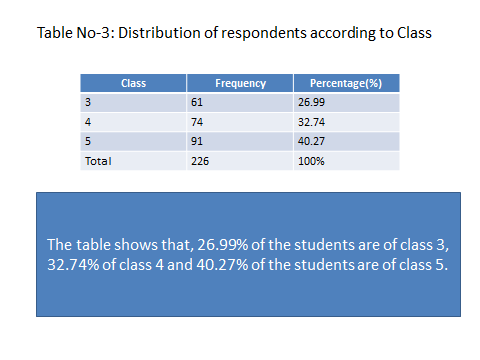 Table No-3: Distribution of respondents according to Class
Class Frequency Percentage(%)
3 61 26.99
4 74 32.74
5 91 40.27
Total 226 100%
The table shows that, 26.99% of the students are of class 3,
32.74% of class 4 and 40.27% of the students are of class 5.